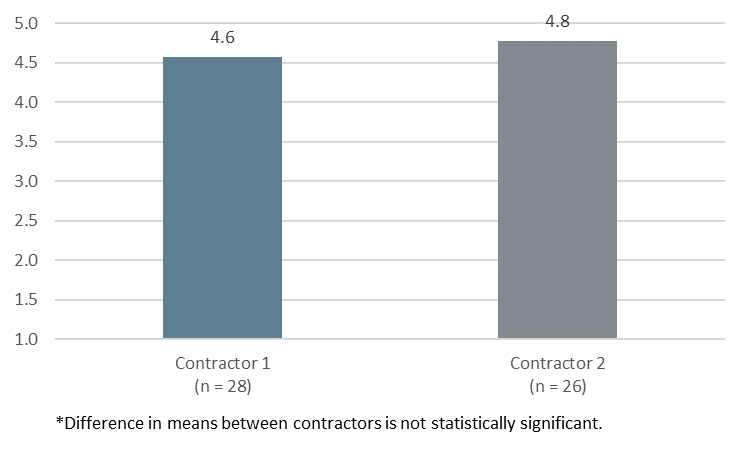 5.0
4.5
4.0
3.5
3.0
2.5
2.0
1.5
1.0
4.6
4.8
Contractor 1
(n = 28)
Contractor 2
(n = 26)
*Difference in means between contractors is not statistically significant.